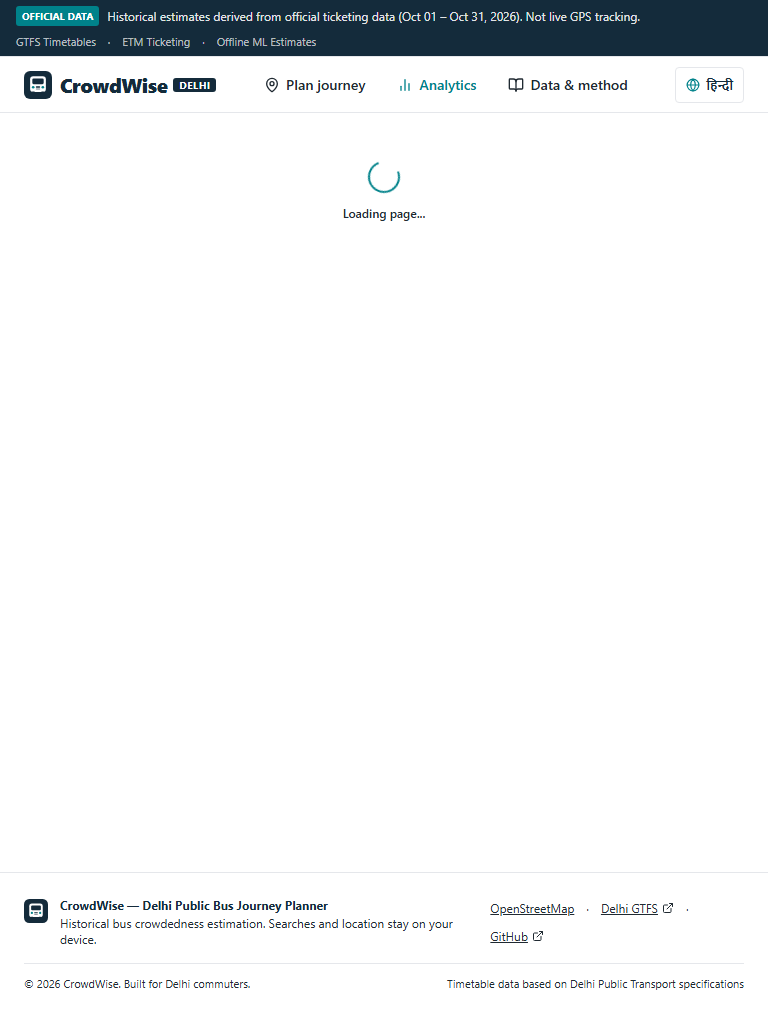 OFFICIAL DATA Historical estimates derived from official ticketing data (Oct 01 – Oct 31, 2026). Not live GPS tracking.
GTFS Timetables · ETM Ticketing · Offline ML Estimates
CrowdWise DELHI Plan journey Analytics Data & method हिन्दी
Loading page...
CrowdWise — Delhi Public Bus Journey Planner
Historical bus crowdedness estimation. Searches and location stay on your
device.
OpenStreetMap · Delhi GTFS ·
GitHub
© 2026 CrowdWise. Built for Delhi commuters. Timetable data based on Delhi Public Transport specifications